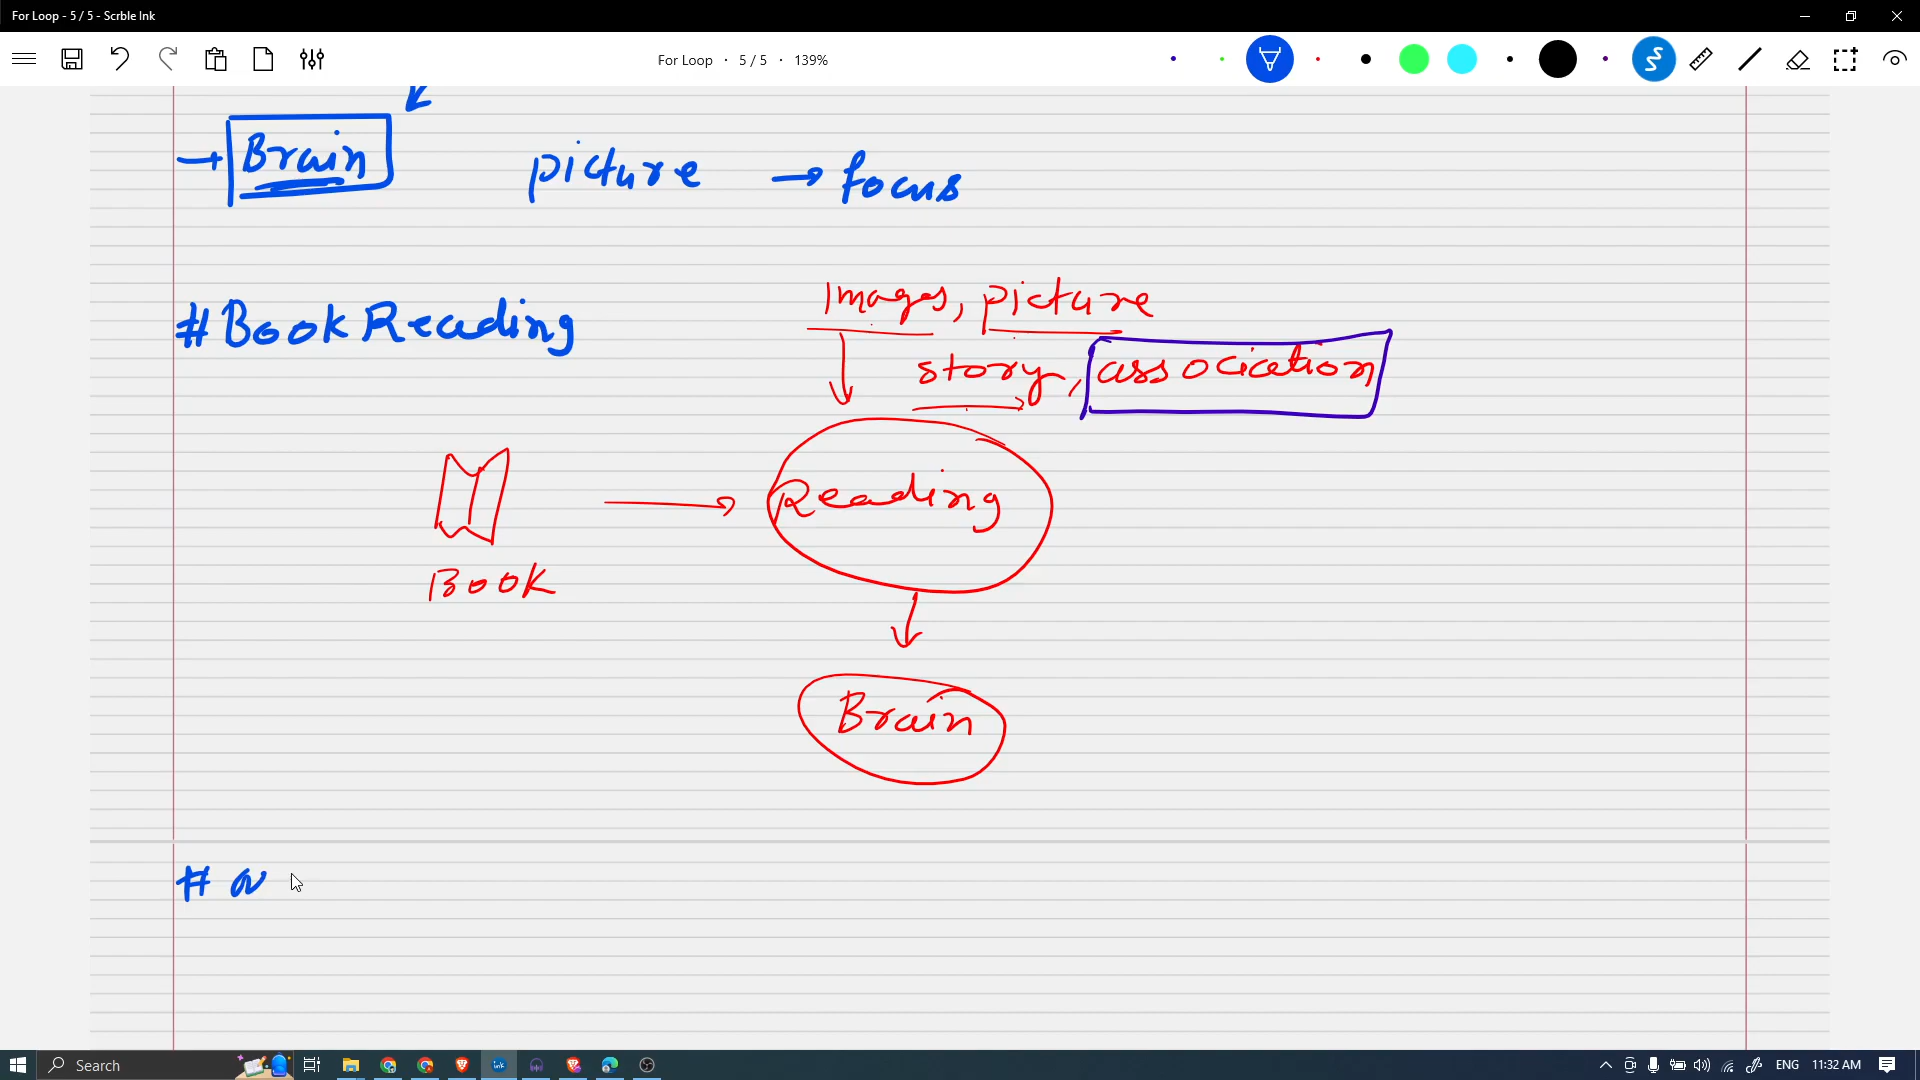 For Loop - 5 / 5 - Scrble Ink
For Loop · 5 / 5 · 139%
→ Brain picture → focus
# Book Reading
Images, picture
story, association
Reading
Book
Brain
#
Search
ENG 11:32 AM